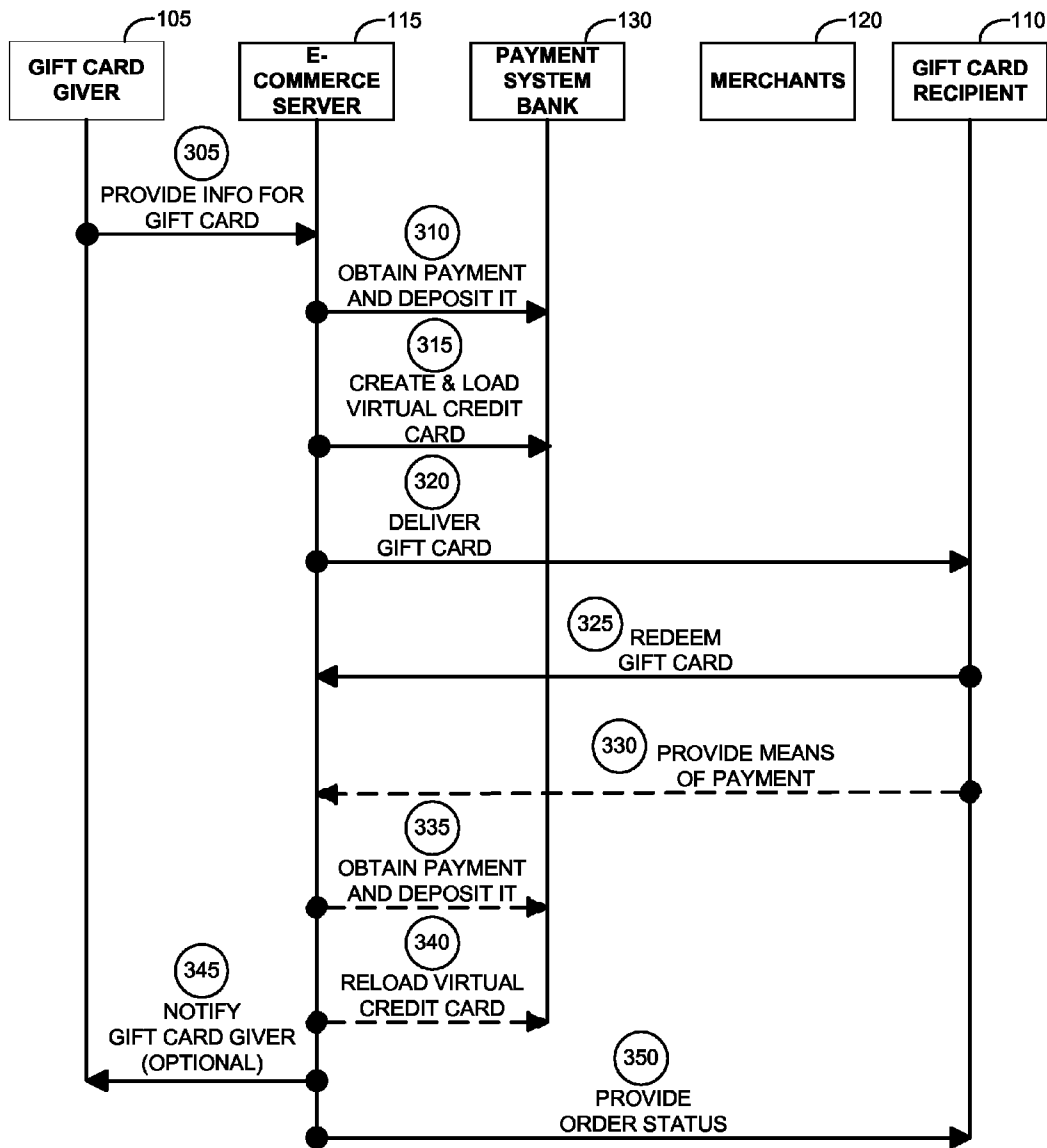 105
115
130
120
110
GIFT CARD
GIVER
E-
COMMERCE
SERVER
PAYMENT
SYSTEM
BANK
MERCHANTS
GIFT CARD
RECIPIENT
305
PROVIDE INFO FOR
GIFT CARD
310
OBTAIN PAYMENT
AND DEPOSIT IT
315
CREATE & LOAD
VIRTUAL CREDIT
CARD
320
DELIVER
GIFT CARD
325
REDEEM
GIFT CARD
330
PROVIDE MEANS
OF PAYMENT
335
OBTAIN PAYMENT
AND DEPOSIT IT
340
RELOAD VIRTUAL
CREDIT CARD
345
NOTIFY
GIFT CARD GIVER
(OPTIONAL)
350
PROVIDE
ORDER STATUS